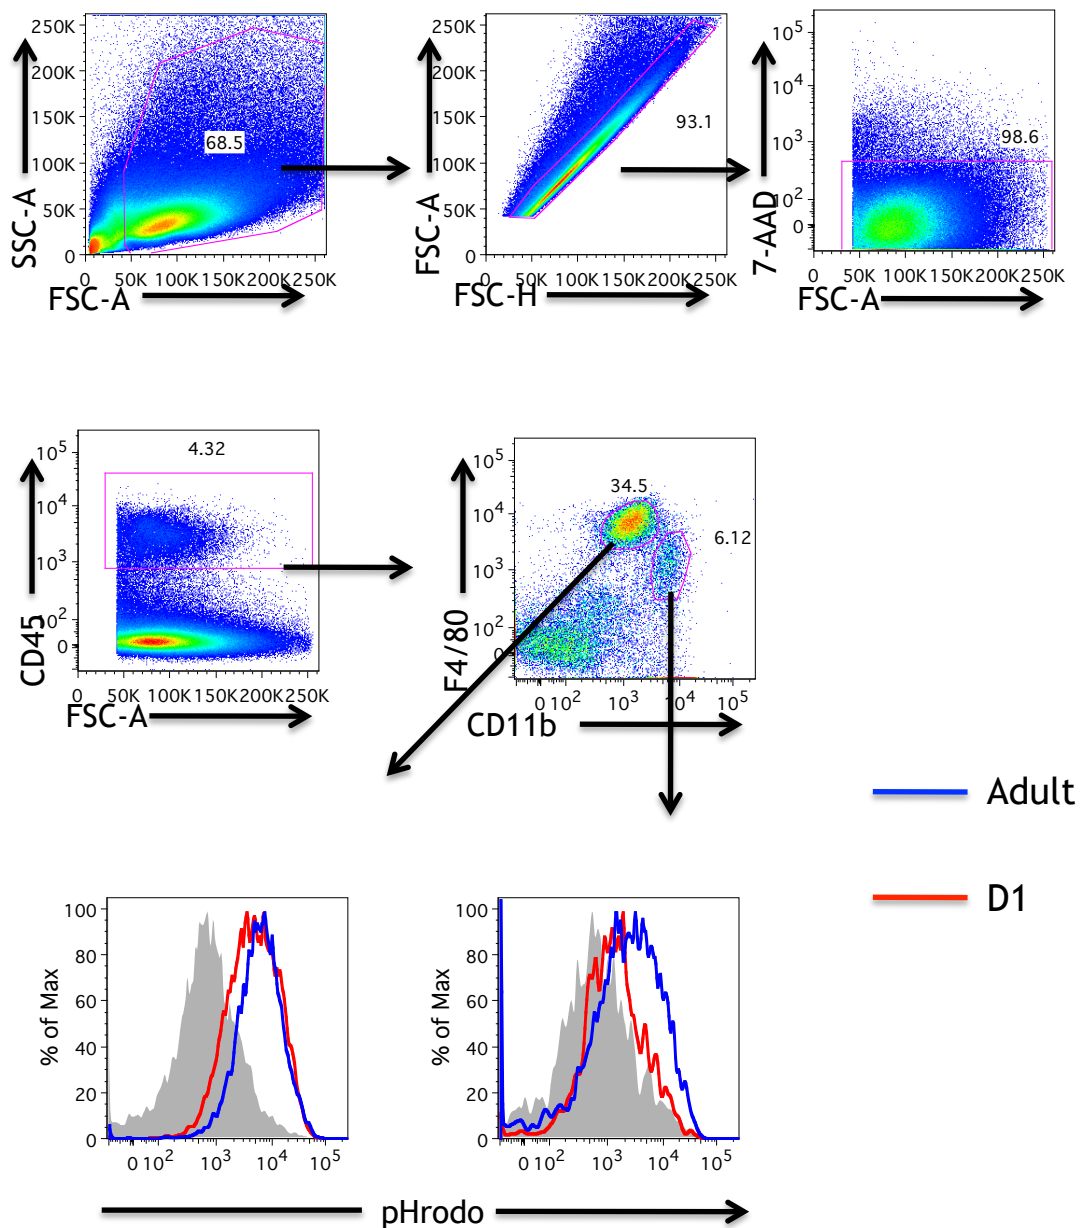 250K
200K
150K
100K
50K
0
SSC-A
68.5
0 50K 100K 150K 200K 250K
FSC-A
250K
200K
150K
100K
50K
0
FSC-A
93.1
0 50K 100K 150K 200K 250K
FSC-H
10^5
10^4
10^3
10^2
0
7-AAD
98.6
0 50K 100K 150K 200K 250K
FSC-A
10^5
10^4
10^3
10^2
0
CD45
4.32
0 50K 100K 150K 200K 250K
FSC-A
10^5
10^4
10^3
10^2
0
F4/80
34.5
6.12
0 10^2 10^3 10^4 10^5
CD11b
Adult
D1
100
80
60
40
20
0
% of Max
0 10^2 10^3 10^4 10^5
100
80
60
40
20
0
% of Max
0 10^2 10^3 10^4 10^5
pHrodo